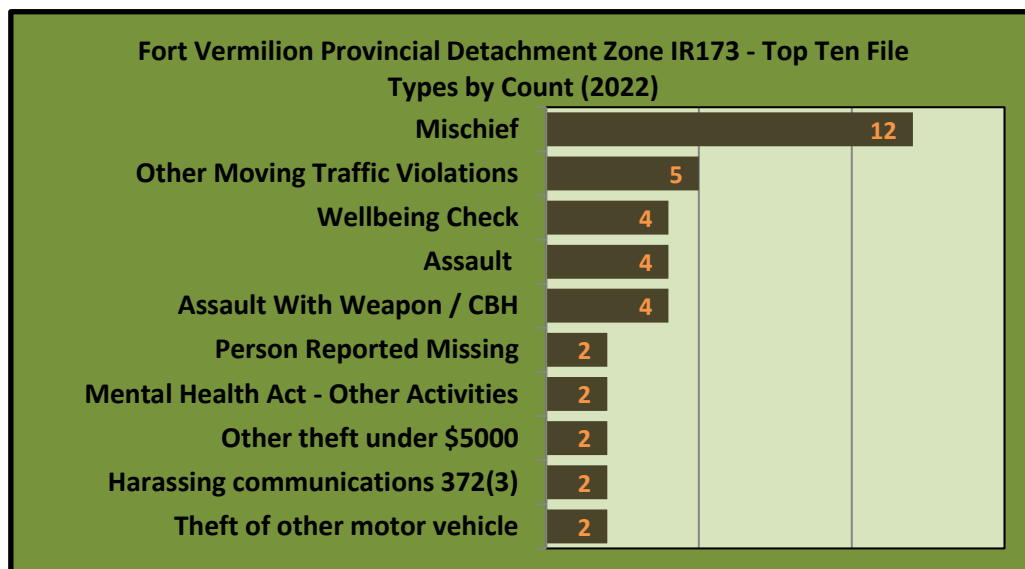 Fort Vermilion Provincial Detachment Zone IR173 - Top Ten File
Types by Count (2022)
Mischief 12
Other Moving Traffic Violations 5
Wellbeing Check 4
Assault 4
Assault With Weapon / CBH 4
Person Reported Missing 2
Mental Health Act - Other Activities 2
Other theft under $5000 2
Harassing communications 372(3) 2
Theft of other motor vehicle 2